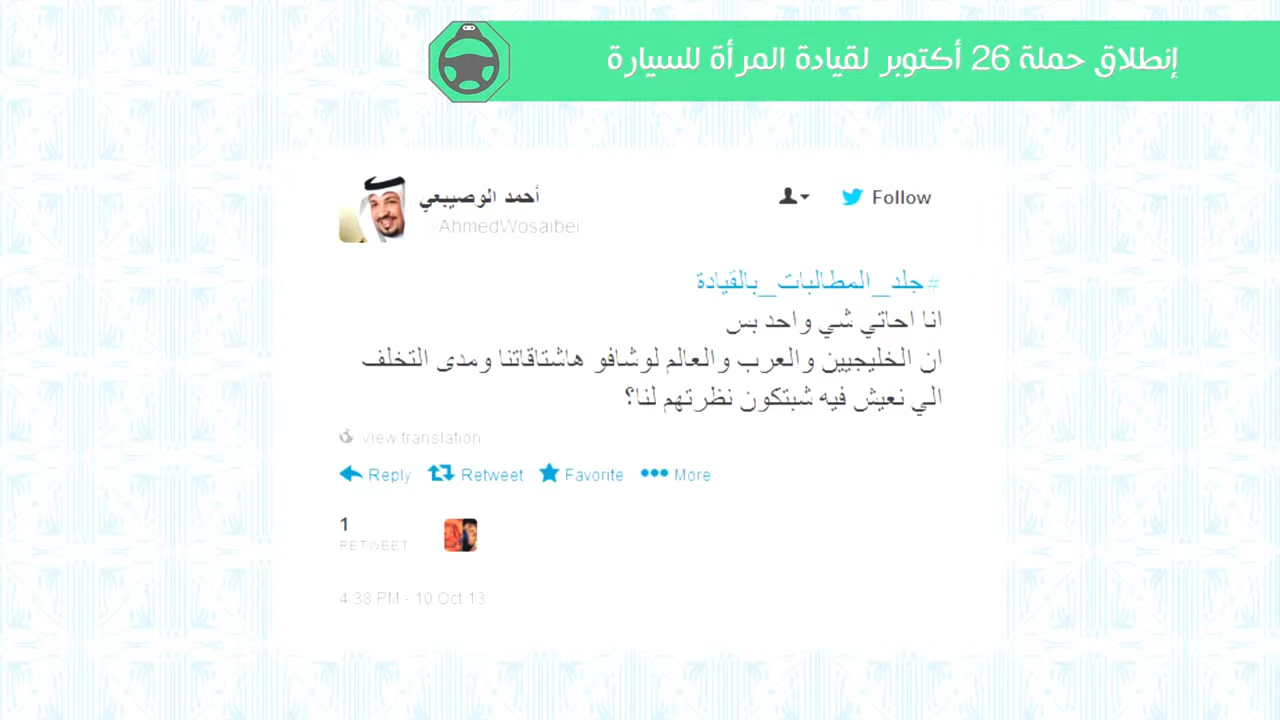 إنطلاق حملة 26 أكتوبر لقيادة المرأة للسيارة
أحمد الوصيبعي
AhmedWosaibei
Follow
#جلد_المطالبات_بالقيادة
انا احاتي شي واحد بس
ان الخليجيين والعرب والعالم لوشافو هاشتاقاتنا ومدى التخلف
الي نعيش فيه شبتكون نظرتهم لنا؟
View translation
Reply Retweet Favorite More
1
RETWEET
4:38 PM - 10 Oct 13